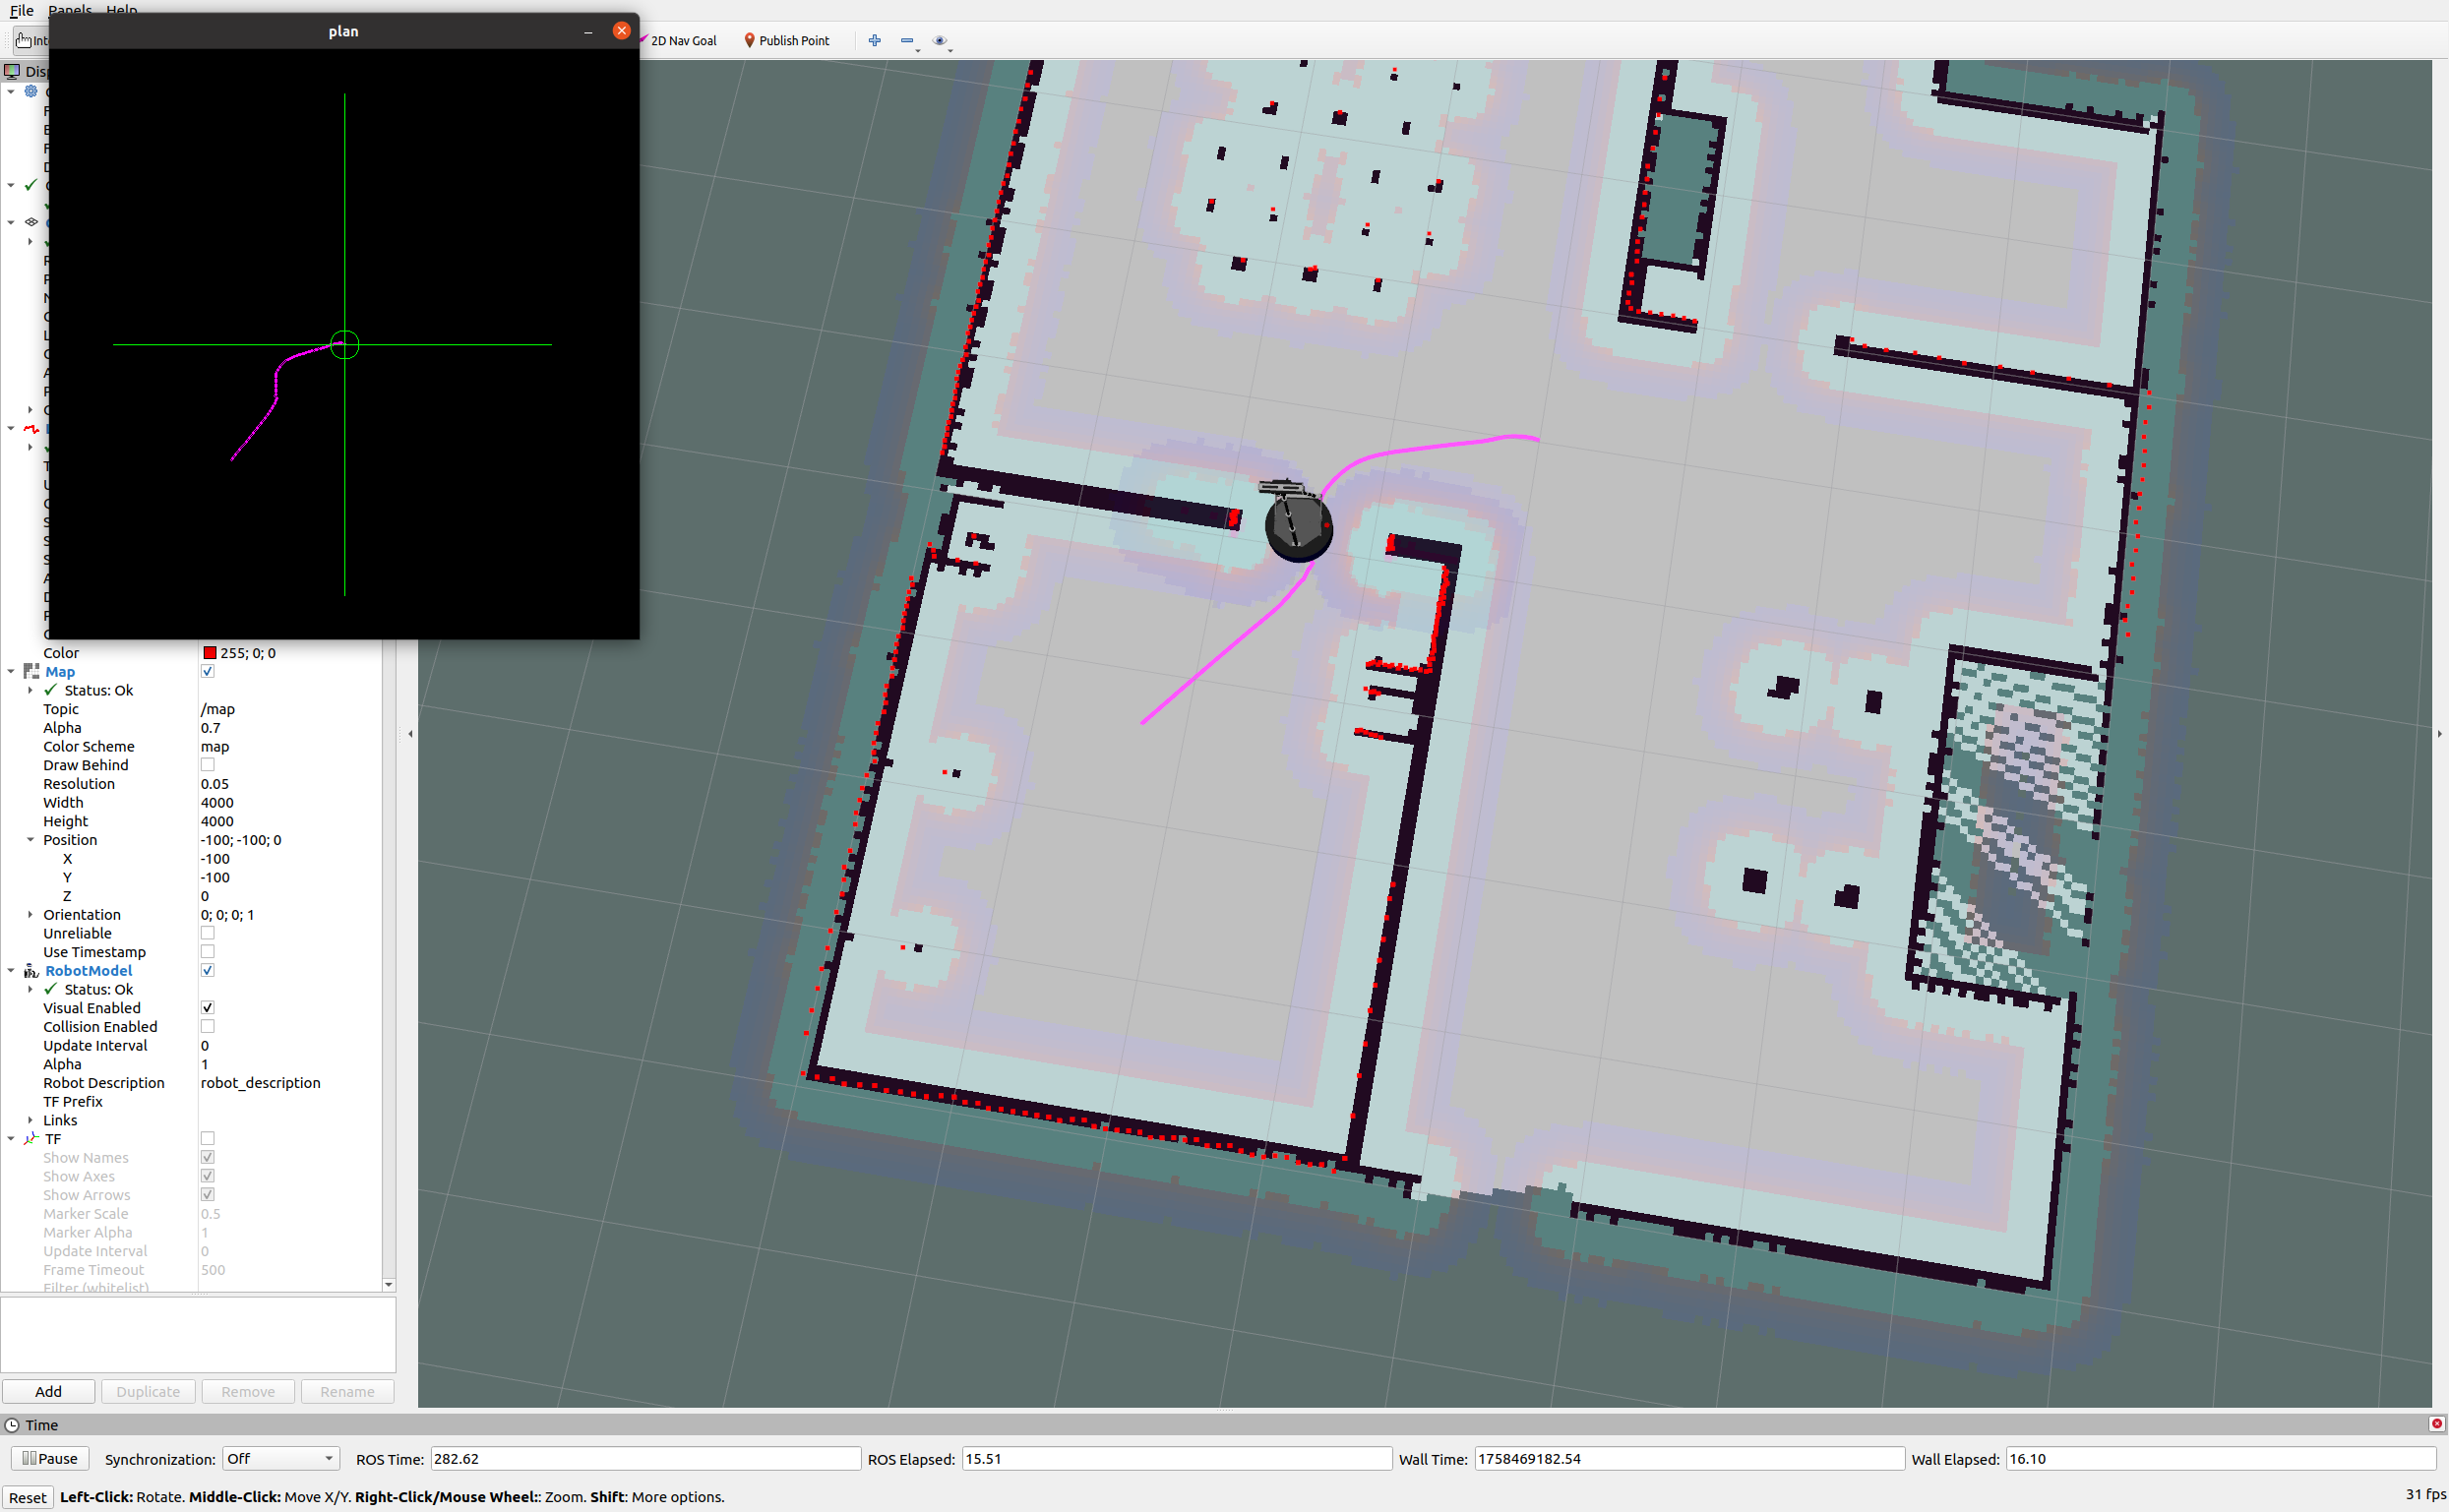 File Panels Help
plan
Inte
2D Nav Goal Publish Point
Disp
Color 255; 0; 0
Map
Status: Ok
Topic /map
Alpha 0.7
Color Scheme map
Draw Behind
Resolution 0.05
Width 4000
Height 4000
Position -100; -100; 0
X -100
Y -100
Z 0
Orientation 0; 0; 0; 1
Unreliable
Use Timestamp
RobotModel
Status: Ok
Visual Enabled
Collision Enabled
Update Interval 0
Alpha 1
Robot Description robot_description
TF Prefix
Links
TF
Show Names
Show Axes
Show Arrows
Marker Scale 0.5
Marker Alpha 1
Update Interval 0
Frame Timeout 500
Filter (whitelist)
Add Duplicate Remove Rename
Time
Pause Synchronization: Off ROS Time: 282.62 ROS Elapsed: 15.51 Wall Time: 1758469182.54 Wall Elapsed: 16.10
Reset Left-Click: Rotate. Middle-Click: Move X/Y. Right-Click/Mouse Wheel:: Zoom. Shift: More options. 31 fps